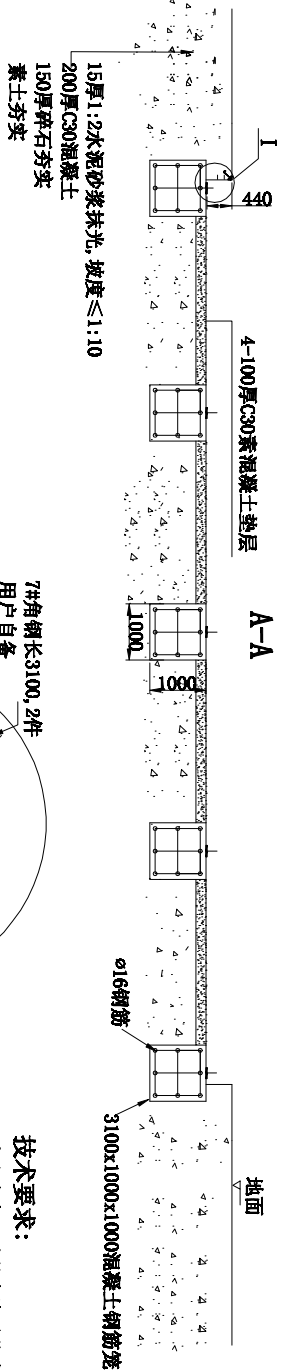 A-A
I
440
4-100厚C30素混凝土垫层
地面
15厚1:2水泥砂浆抹光, 坡度≤1:10
200厚C30混凝土
150厚碎石夯实
素土夯实
1000
1000
ø16钢筋
3100x1000x1000混凝土钢筋笼
7#角钢长3100, 2件
用户自备
技术要求: